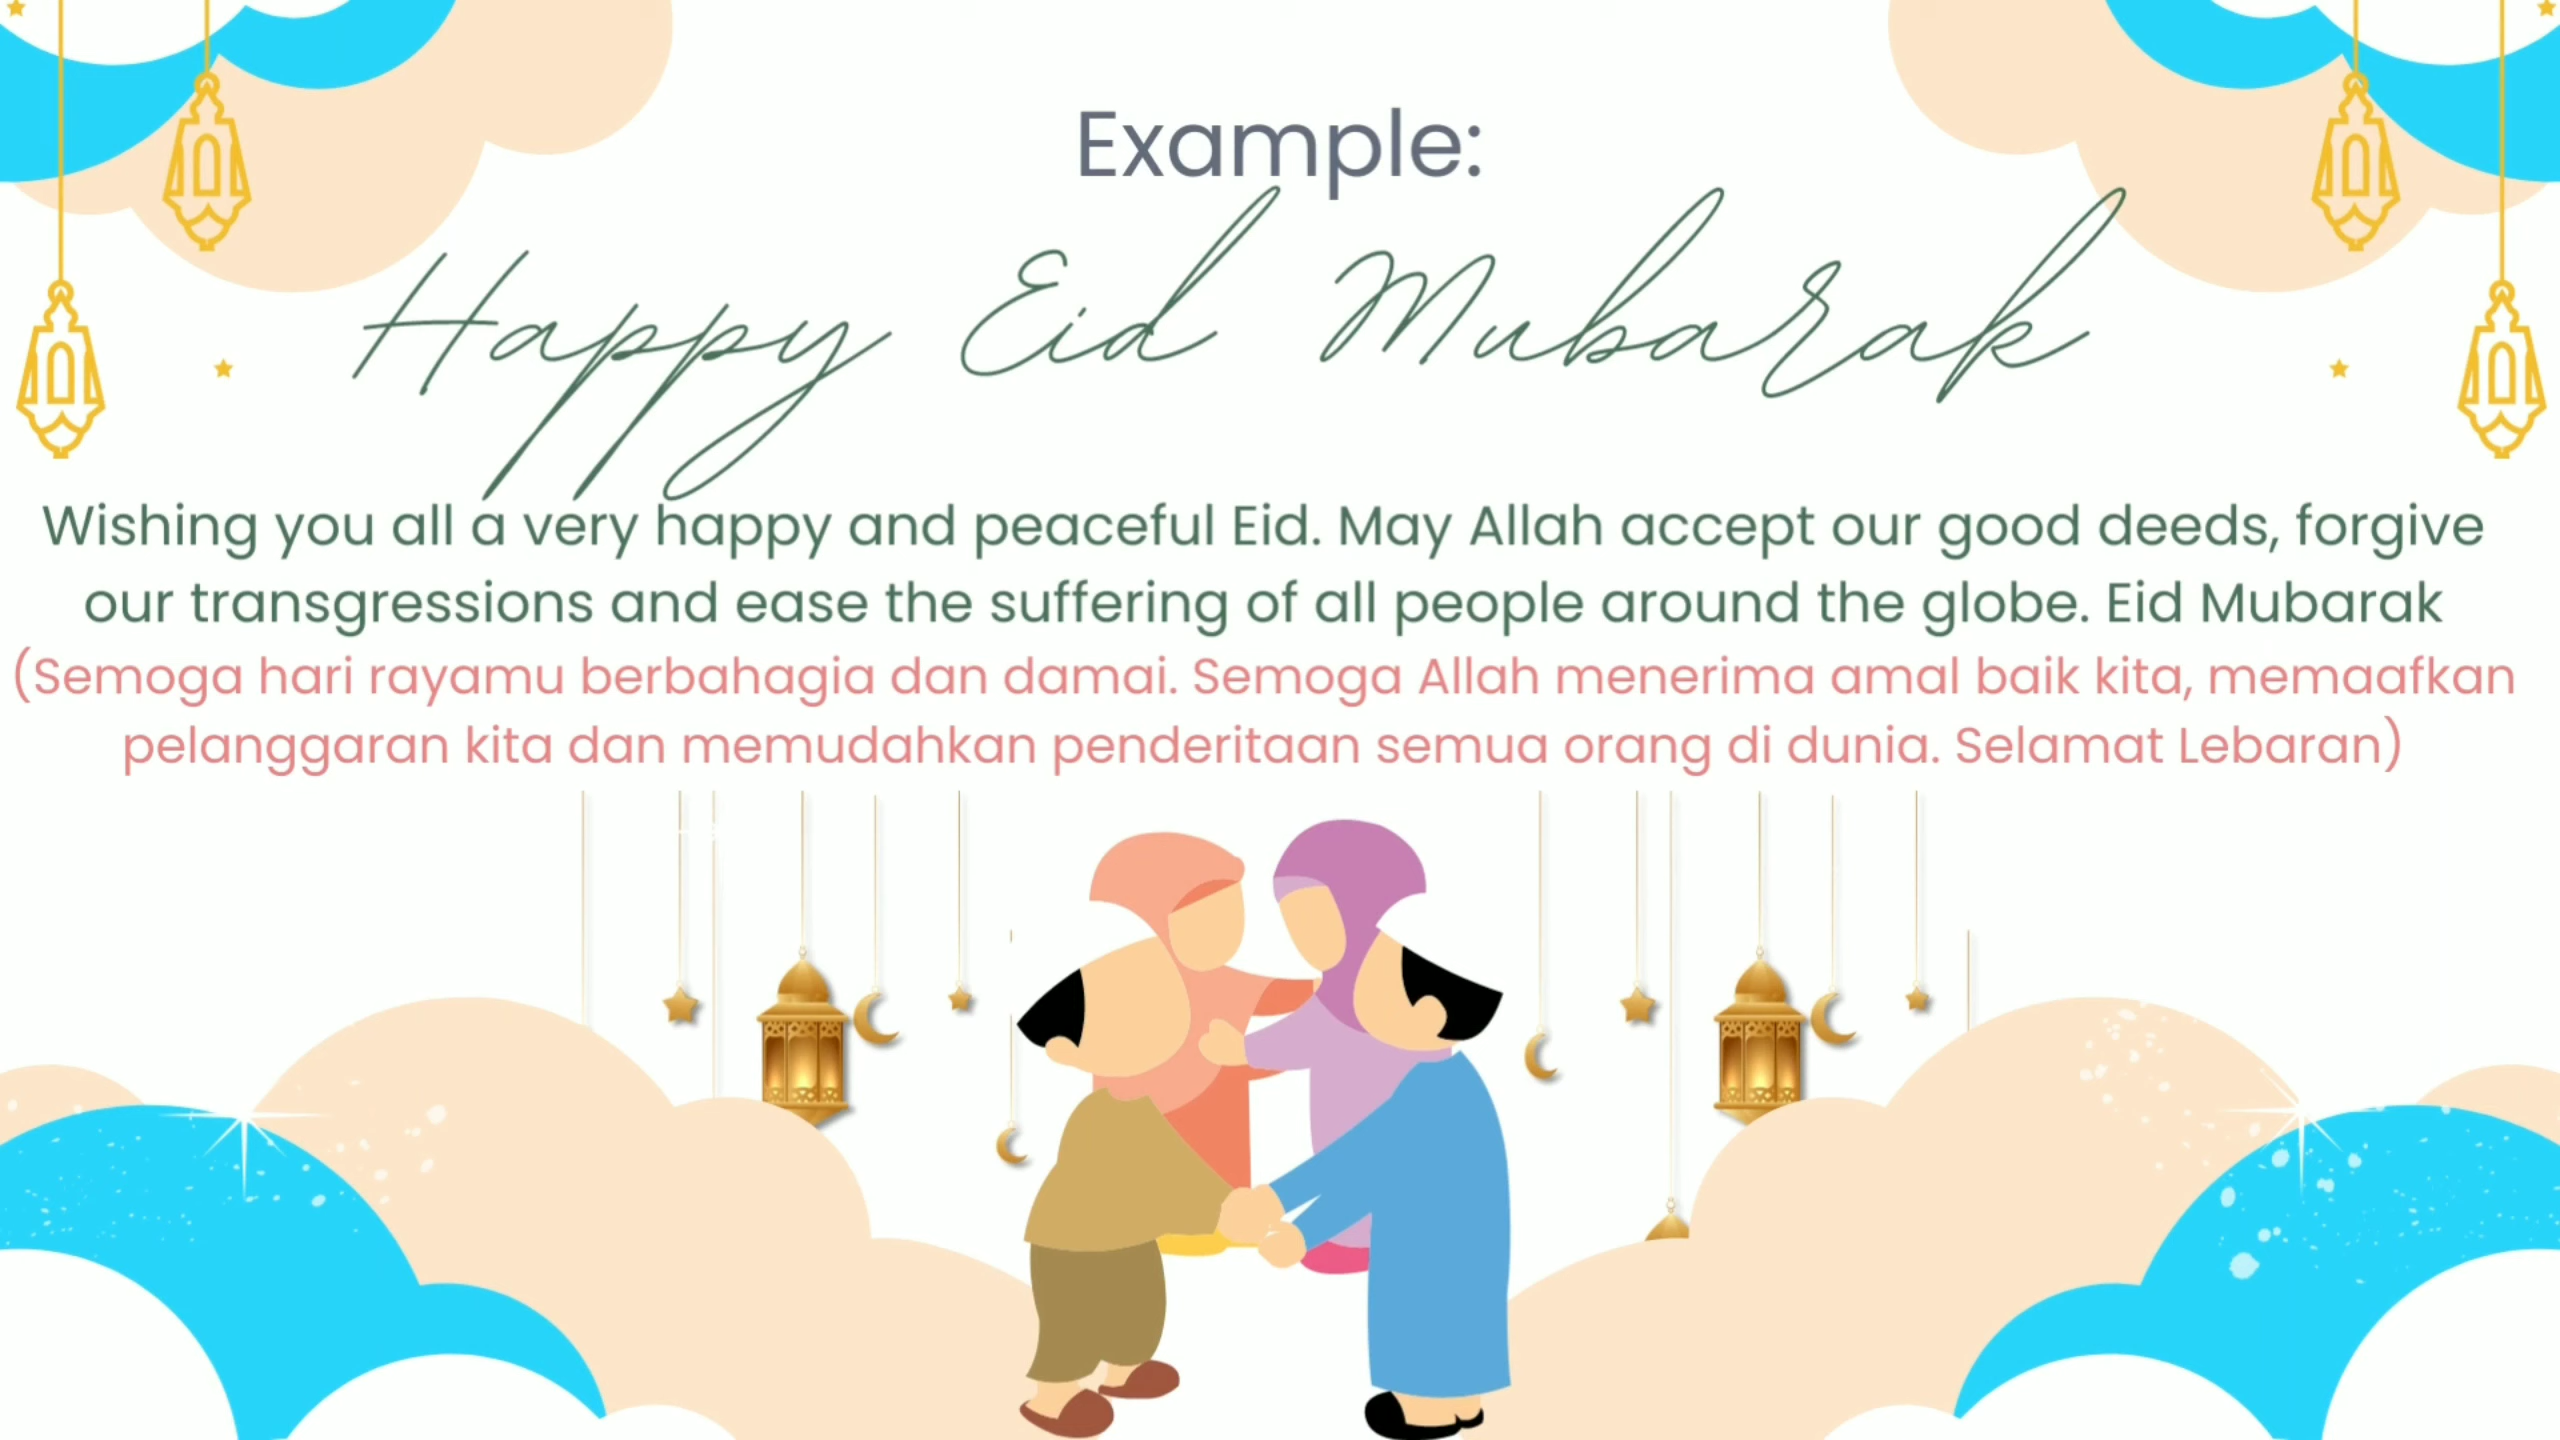 Example:
Happy Eid Mubarak
Wishing you all a very happy and peaceful Eid. May Allah accept our good deeds, forgive
our transgressions and ease the suffering of all people around the globe. Eid Mubarak
(Semoga hari rayamu berbahagia dan damai. Semoga Allah menerima amal baik kita, memaafkan
pelanggaran kita dan memudahkan penderitaan semua orang di dunia. Selamat Lebaran)